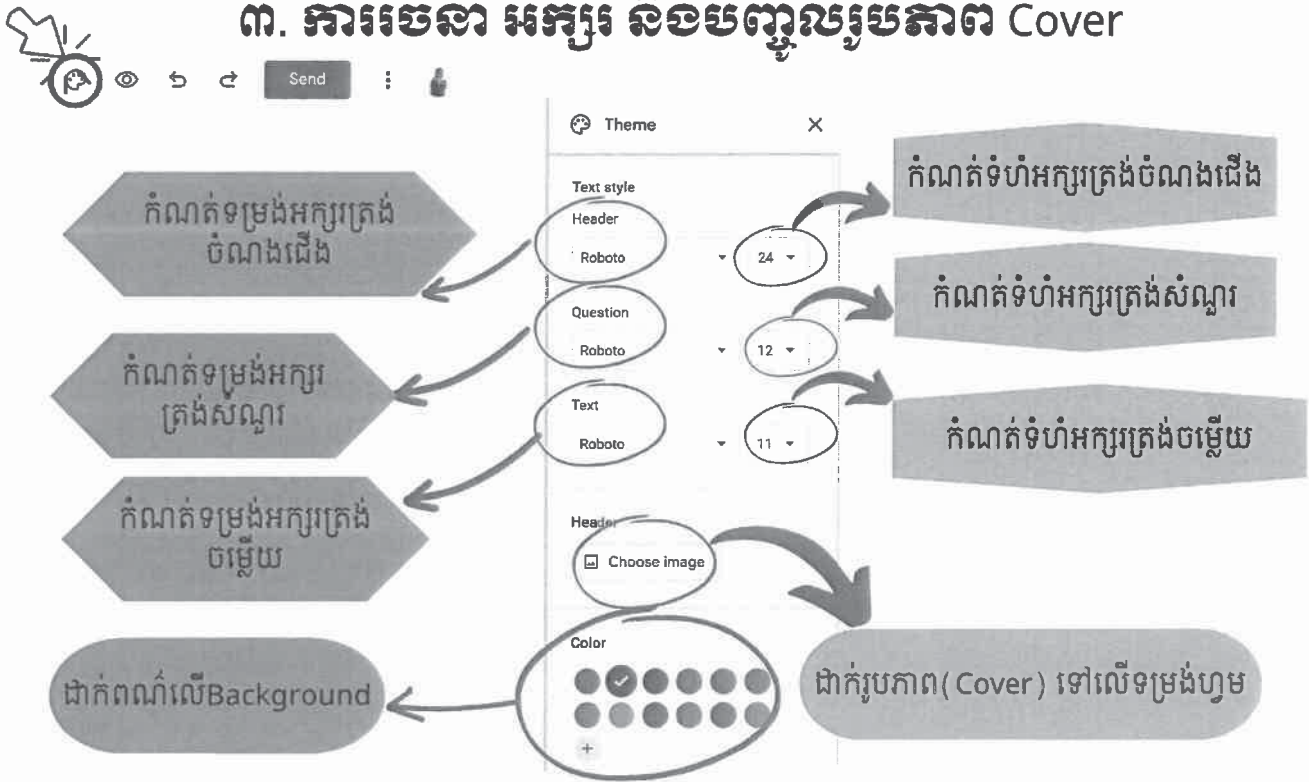 ៣. ការរចនា អក្សរ នងបញ្ចូលរូបភាព Cover
Send
Theme
Text style
Header
Roboto
24
Question
Roboto
12
Text
Roboto
11
Header
Choose image
Color
កំណត់ទម្រង់អក្សរត្រង់
ចំណងជើង
កំណត់ទម្រង់អក្សរ
ត្រង់សំណួរ
កំណត់ទម្រង់អក្សរត្រង់
ចម្លើយ
ដាក់ពណ៌លើBackground
កំណត់ទំហំអក្សរត្រង់ចំណងជើង
កំណត់ទំហំអក្សរត្រង់សំណួរ
កំណត់ទំហំអក្សរត្រង់ចម្លើយ
ដាក់រូបភាព(Cover) ទៅលើទម្រង់ហ្វម